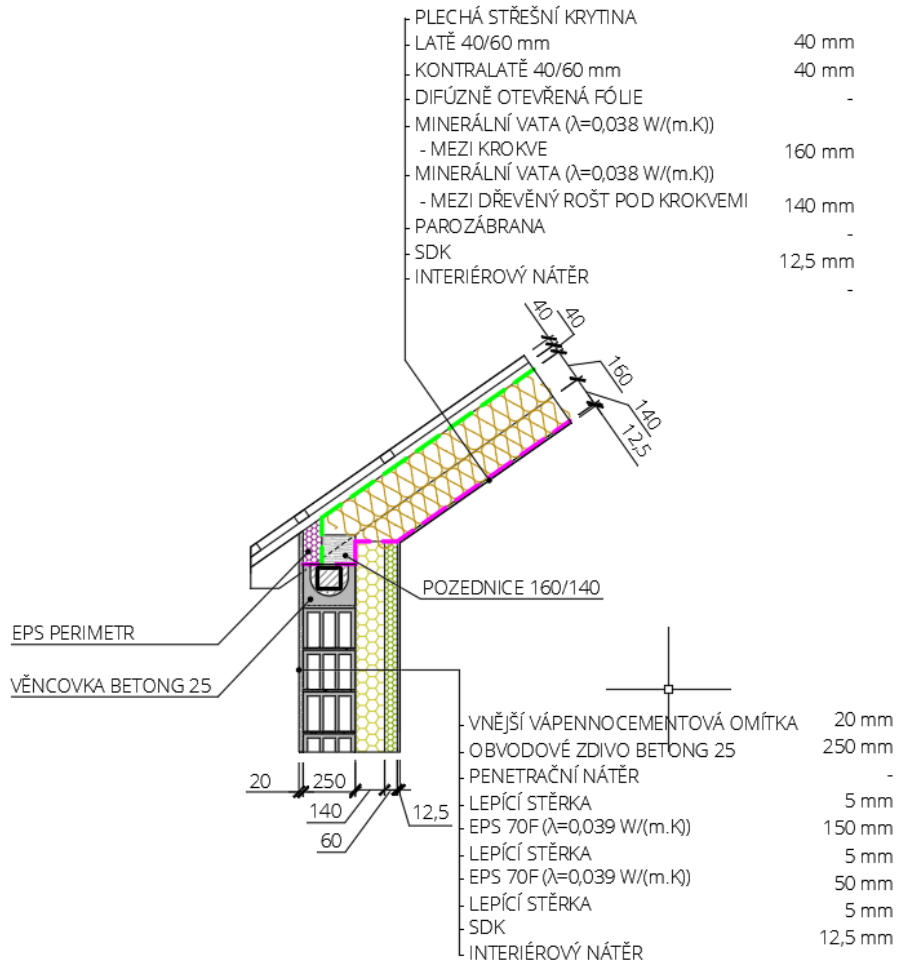 PLECHÁ STŘEŠNÍ KRYTINA
LATĚ 40/60 mm 40 mm
KONTRALATĚ 40/60 mm 40 mm
DIFÚZNĚ OTEVŘENÁ FÓLIE -
MINERÁLNÍ VATA (λ=0,038 W/(m.K))
- MEZI KROKVE 160 mm
MINERÁLNÍ VATA (λ=0,038 W/(m.K))
- MEZI DŘEVĚNÝ ROŠT POD KROKVEMI 140 mm
PAROZÁBRANA -
SDK 12,5 mm
INTERIÉROVÝ NÁTĚR -
40
40
160
140
12,5
POZEDNICE 160/140
EPS PERIMETR
VĚNCOVKA BETONG 25
20
250
140
60
12,5
VNĚJŠÍ VÁPENNOCEMENTOVÁ OMÍTKA 20 mm
OBVODOVÉ ZDIVO BETONG 25 250 mm
PENETRAČNÍ NÁTĚR -
LEPÍCÍ STĚRKA 5 mm
EPS 70F (λ=0,039 W/(m.K)) 150 mm
LEPÍCÍ STĚRKA 5 mm
EPS 70F (λ=0,039 W/(m.K)) 50 mm
LEPÍCÍ STĚRKA 5 mm
SDK 12,5 mm
INTERIÉROVÝ NÁTĚR